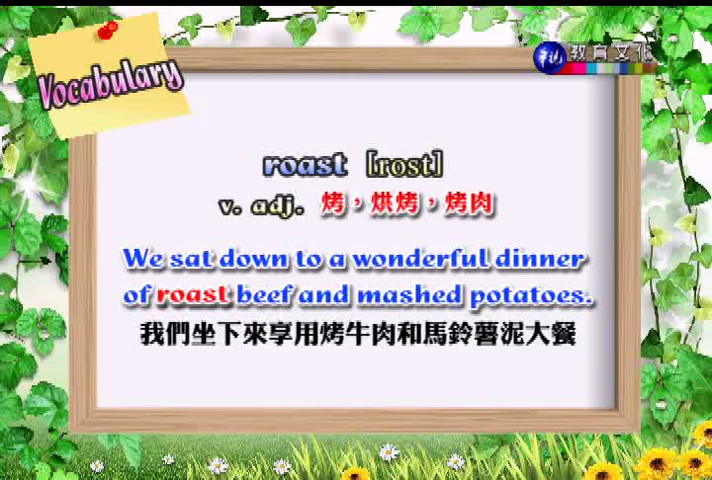 Vocabulary
華視 教育文化
roast [rost]
v. adj. 烤，烘烤，烤肉
We sat down to a wonderful dinner
of roast beef and mashed potatoes.
我們坐下來享用烤牛肉和馬鈴薯泥大餐